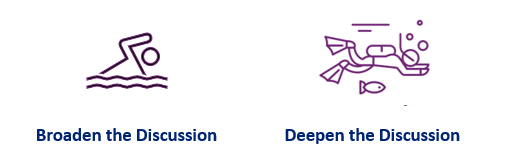 Broaden the Discussion
Deepen the Discussion